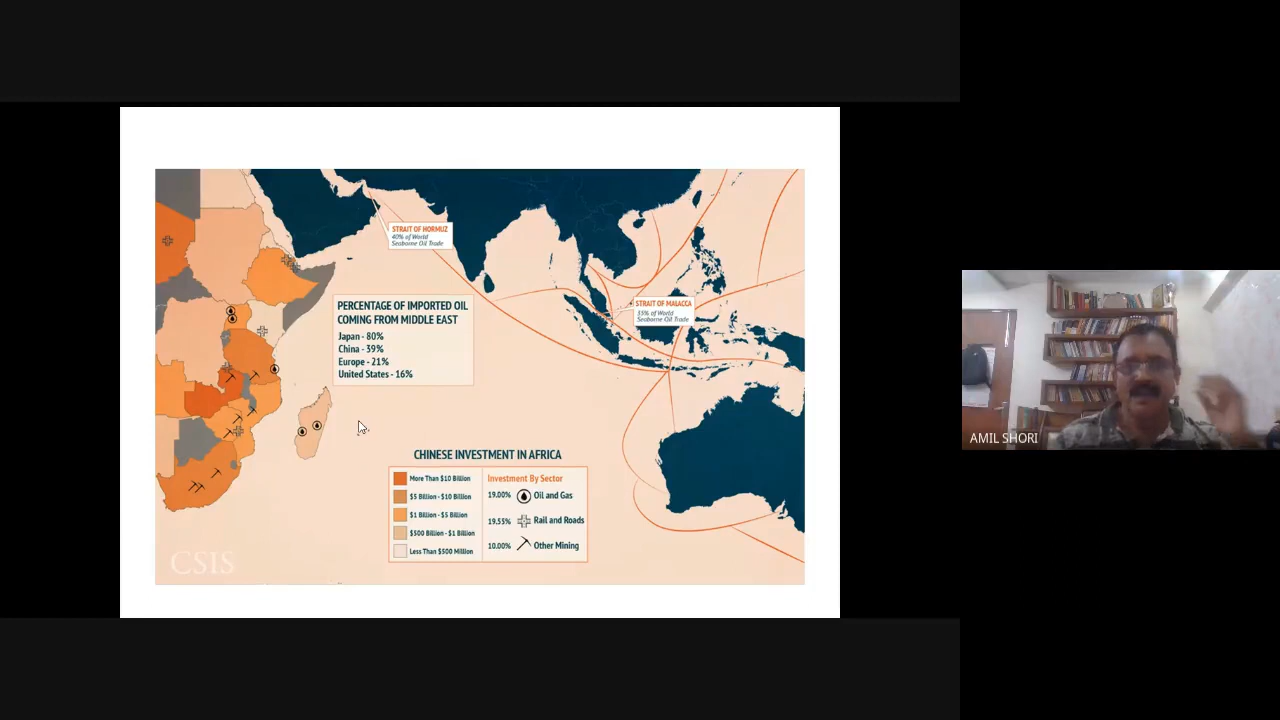 STRAIT OF HORMUZ
40% of World
Seaborne Oil Trade
STRAIT OF MALACCA
35% of World
Seaborne Oil Trade
PERCENTAGE OF IMPORTED OIL
COMING FROM MIDDLE EAST
Japan - 80%
China - 39%
Europe - 21%
United States - 16%
CHINESE INVESTMENT IN AFRICA
More Than $10 Billion
$5 Billion - $10 Billion
$1 Billion - $5 Billion
$500 Billion - $1 Billion
Less Than $500 Million
Investment By Sector
19.00% Oil and Gas
19.55% Rail and Roads
10.00% Other Mining
CSIS
AMIL SHORI